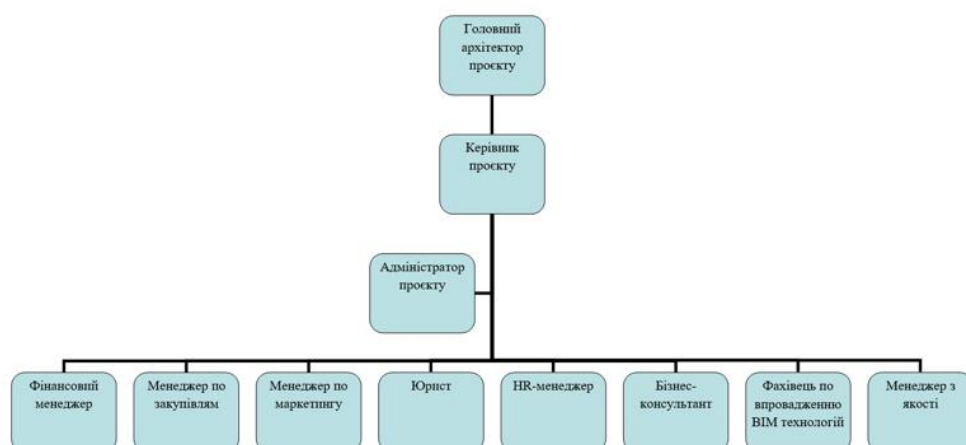 Головний
архітектор
проєкту
Керівник
проєкту
Адміністратор
проєкту
Фінансовий
менеджер
Менеджер по
закупівлям
Менеджер по
маркетингу
Юрист
HR-менеджер
Бізнес-
консультант
Фахівець по
впровадженню
BIM технологій
Менеджер з
якості